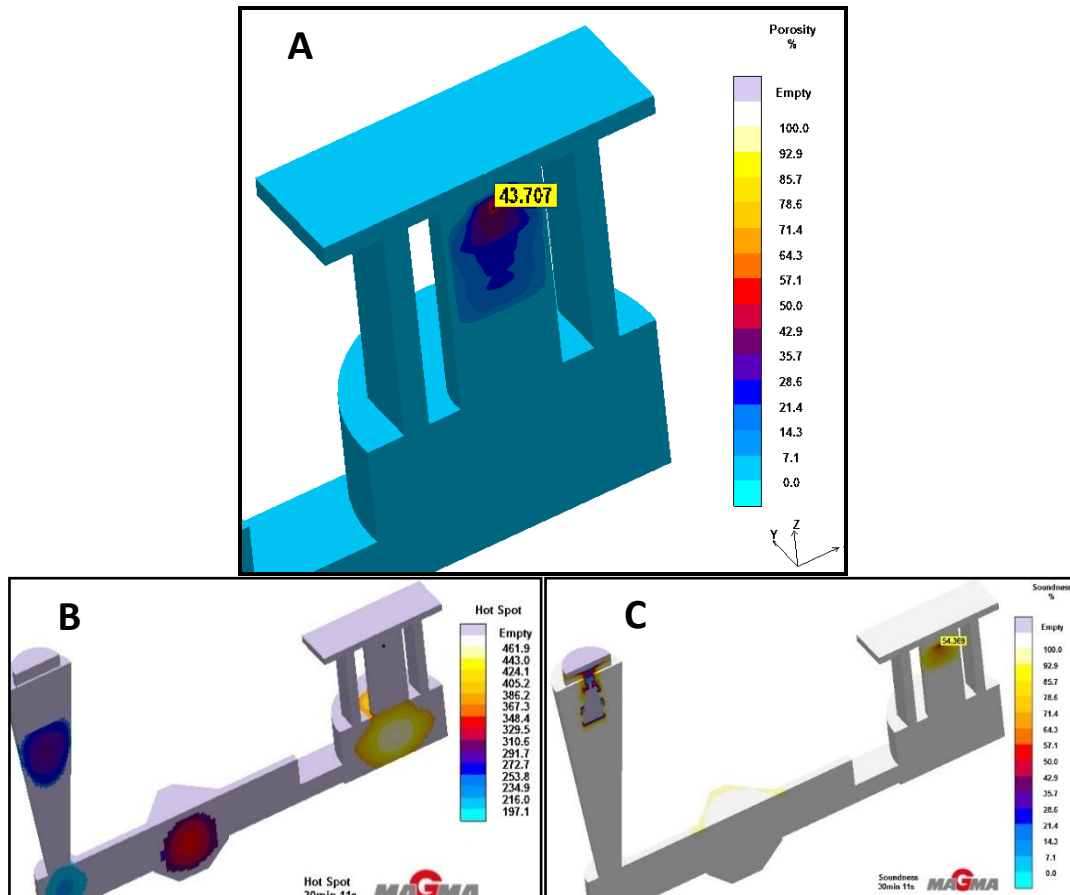 A
43.707
Porosity
%
Empty
100.0
92.9
85.7
78.6
71.4
64.3
57.1
50.0
42.9
35.7
28.6
21.4
14.3
7.1
0.0
Y
Z
B
Hot Spot
Empty
461.9
443.0
424.1
405.2
386.2
367.3
348.4
329.5
310.6
291.7
272.7
253.8
234.9
216.0
197.1
Hot Spot
30min 11s
MAGMA
C
54.369
Soundness
%
Empty
100.0
92.9
85.7
78.6
71.4
64.3
57.1
50.0
42.9
35.7
28.6
21.4
14.3
7.1
0.0
Soundness
30min 11s
MAGMA